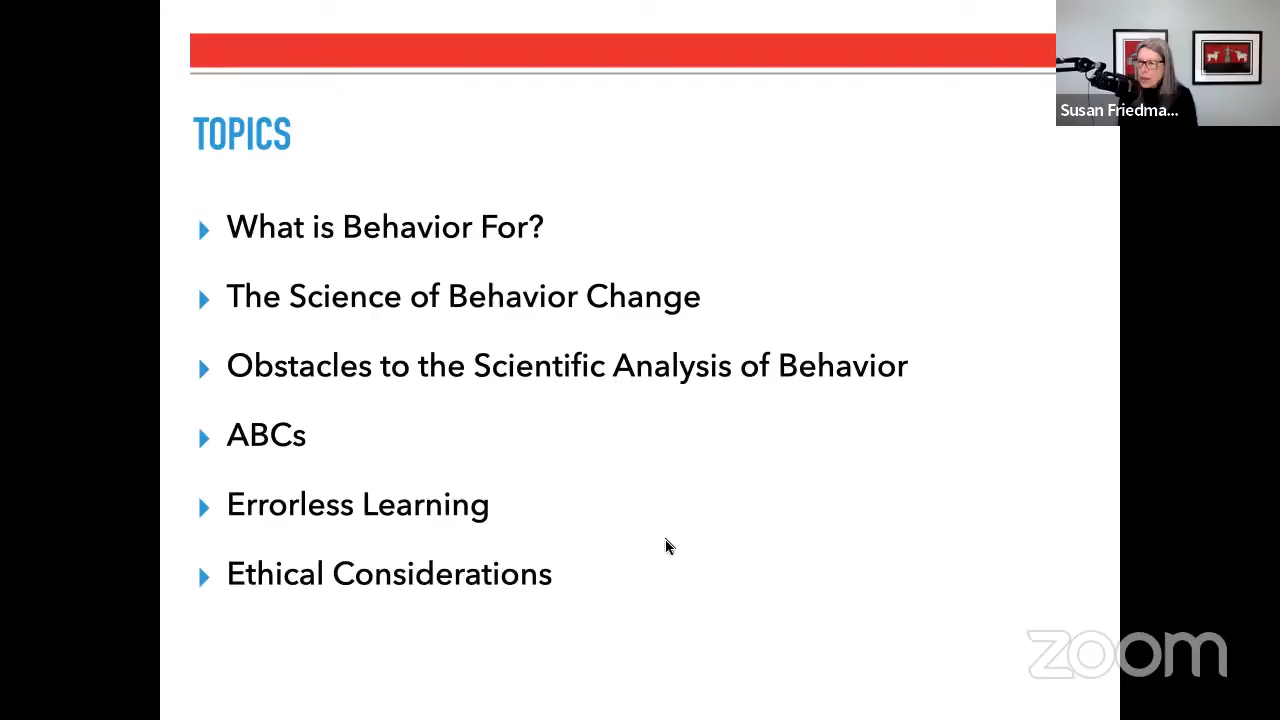 TOPICS
What is Behavior For?
The Science of Behavior Change
Obstacles to the Scientific Analysis of Behavior
ABCs
Errorless Learning
Ethical Considerations
Susan Friedma...
zoom